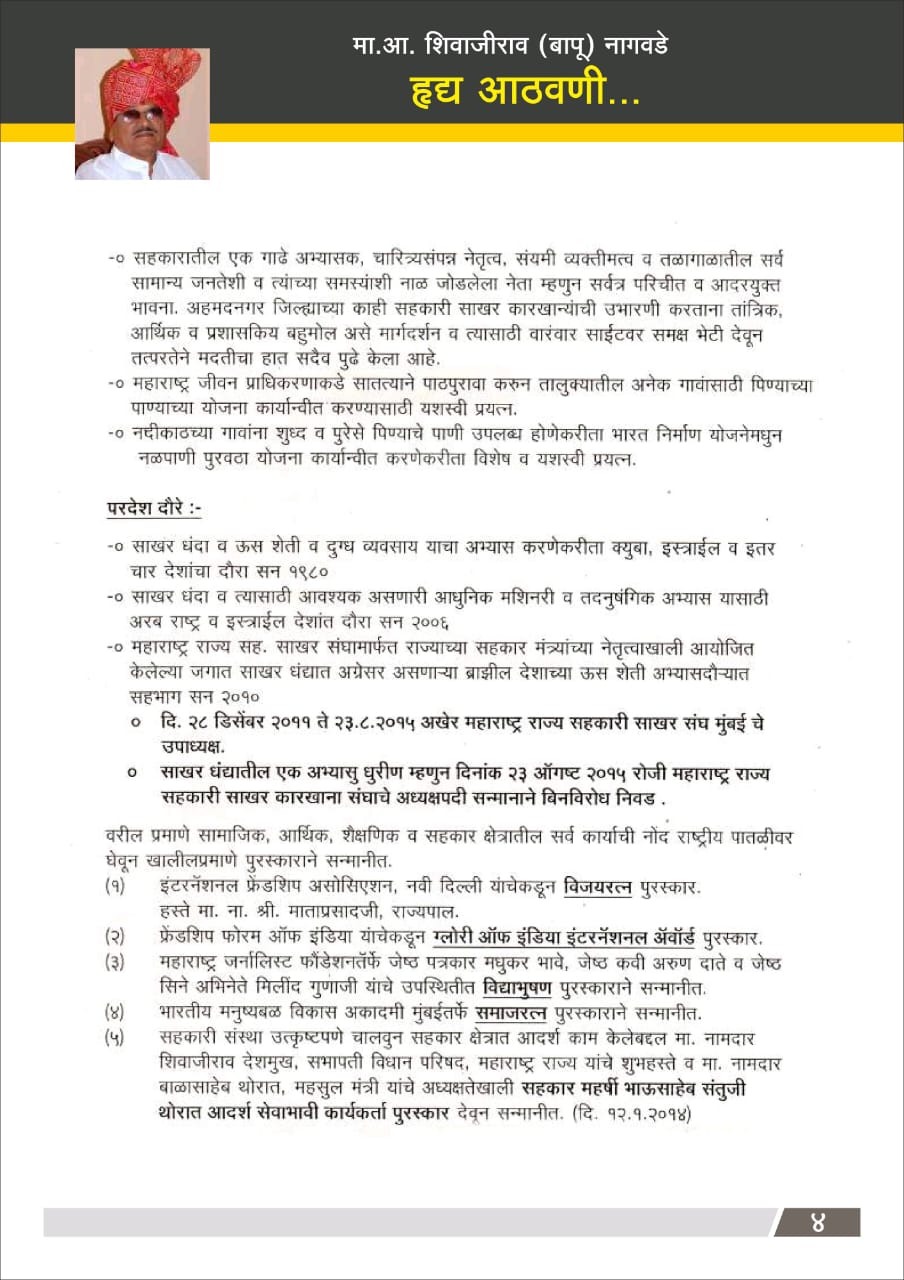 मा.आ. शिवाजीराव (बापू) नागवडे
हृद्य आठवणी...
-० सहकारातील एक गाढे अभ्यासक, चारित्र्यसंपन्न नेतृत्व, संयमी व्यक्तीमत्व व तळागाळातील सर्व
सामान्य जनतेशी व त्यांच्या समस्यांशी नाळ जोडलेला नेता म्हणुन सर्वत्र परिचीत व आदरयुक्त
भावना. अहमदनगर जिल्ह्याच्या काही सहकारी साखर कारखान्यांची उभारणी करताना तांत्रिक,
आर्थिक व प्रशासकिय बहुमोल असे मार्गदर्शन व त्यासाठी वारंवार साईटवर समक्ष भेटी देवून
तत्परतेने मदतीचा हात सदैव पुढे केला आहे.
-० महाराष्ट्र जीवन प्राधिकरणाकडे सातत्याने पाठपुरावा करुन तालुक्यातील अनेक गावांसाठी पिण्याच्या
पाण्याच्या योजना कार्यान्वीत करण्यासाठी यशस्वी प्रयत्न.
-० नदीकाठच्या गावांना शुध्द व पुरेसे पिण्याचे पाणी उपलब्ध होणेकरीता भारत निर्माण योजनेमधुन
नळपाणी पुरवठा योजना कार्यान्वीत करणेकरीता विशेष व यशस्वी प्रयत्न.
परदेश दौरे :-
-० साखर धंदा व ऊस शेती व दुग्ध व्यवसाय याचा अभ्यास करणेकरीता क्युबा, इस्त्राईल व इतर
चार देशांचा दौरा सन १९८०
-० साखर धंदा व त्यासाठी आवश्यक असणारी आधुनिक मशिनरी व तदनुषंगिक अभ्यास यासाठी
अरब राष्ट्र व इस्त्राईल देशांत दौरा सन २००६
-० महाराष्ट्र राज्य सह. साखर संघामार्फत राज्याच्या सहकार मंत्र्यांच्या नेतृत्वाखाली आयोजित
केलेल्या जगात साखर धंद्यात अग्रेसर असणाऱ्या ब्राझील देशाच्या ऊस शेती अभ्यासदौऱ्यात
सहभाग सन २०१०
० दि. २८ डिसेंबर २०११ ते २३.८.२०१५ अखेर महाराष्ट्र राज्य सहकारी साखर संघ मुंबई चे
उपाध्यक्ष.
० साखर धंद्यातील एक अभ्यासु धुरीण म्हणुन दिनांक २३ ऑगष्ट २०१५ रोजी महाराष्ट्र राज्य
सहकारी साखर कारखाना संघाचे अध्यक्षपदी सन्मानाने बिनविरोध निवड .
वरील प्रमाणे सामाजिक, आर्थिक, शैक्षणिक व सहकार क्षेत्रातील सर्व कार्याची नोंद राष्ट्रीय पातळीवर
घेवून खालीलप्रमाणे पुरस्काराने सन्मानीत.
(१) इंटरनॅशनल फ्रेंडशिप असोसिएशन, नवी दिल्ली यांचेकडून विजयरत्न पुरस्कार.
हस्ते मा. ना. श्री. माताप्रसादजी, राज्यपाल.
(२) फ्रेंडशिप फोरम ऑफ इंडिया यांचेकडून ग्लोरी ऑफ इंडिया इंटरनॅशनल ॲवॉर्ड पुरस्कार.
(३) महाराष्ट्र जर्नालिस्ट फौंडेशनतर्फे जेष्ठ पत्रकार मधुकर भावे, जेष्ठ कवी अरुण दाते व जेष्ठ
सिने अभिनेते मिलींद गुणाजी यांचे उपस्थितीत विद्याभुषण पुरस्काराने सन्मानीत.
(४) भारतीय मनुष्यबळ विकास अकादमी मुंबईतर्फे समाजरत्न पुरस्काराने सन्मानीत.
(५) सहकारी संस्था उत्कृष्टपणे चालवुन सहकार क्षेत्रात आदर्श काम केलेबद्दल मा. नामदार
शिवाजीराव देशमुख, सभापती विधान परिषद, महाराष्ट्र राज्य यांचे शुभहस्ते व मा. नामदार
बाळासाहेब थोरात, महसुल मंत्री यांचे अध्यक्षतेखाली सहकार महर्षी भाऊसाहेब संतुजी
थोरात आदर्श सेवाभावी कार्यकर्ता पुरस्कार देवून सन्मानीत. (दि. १२.१.२०१४)
४